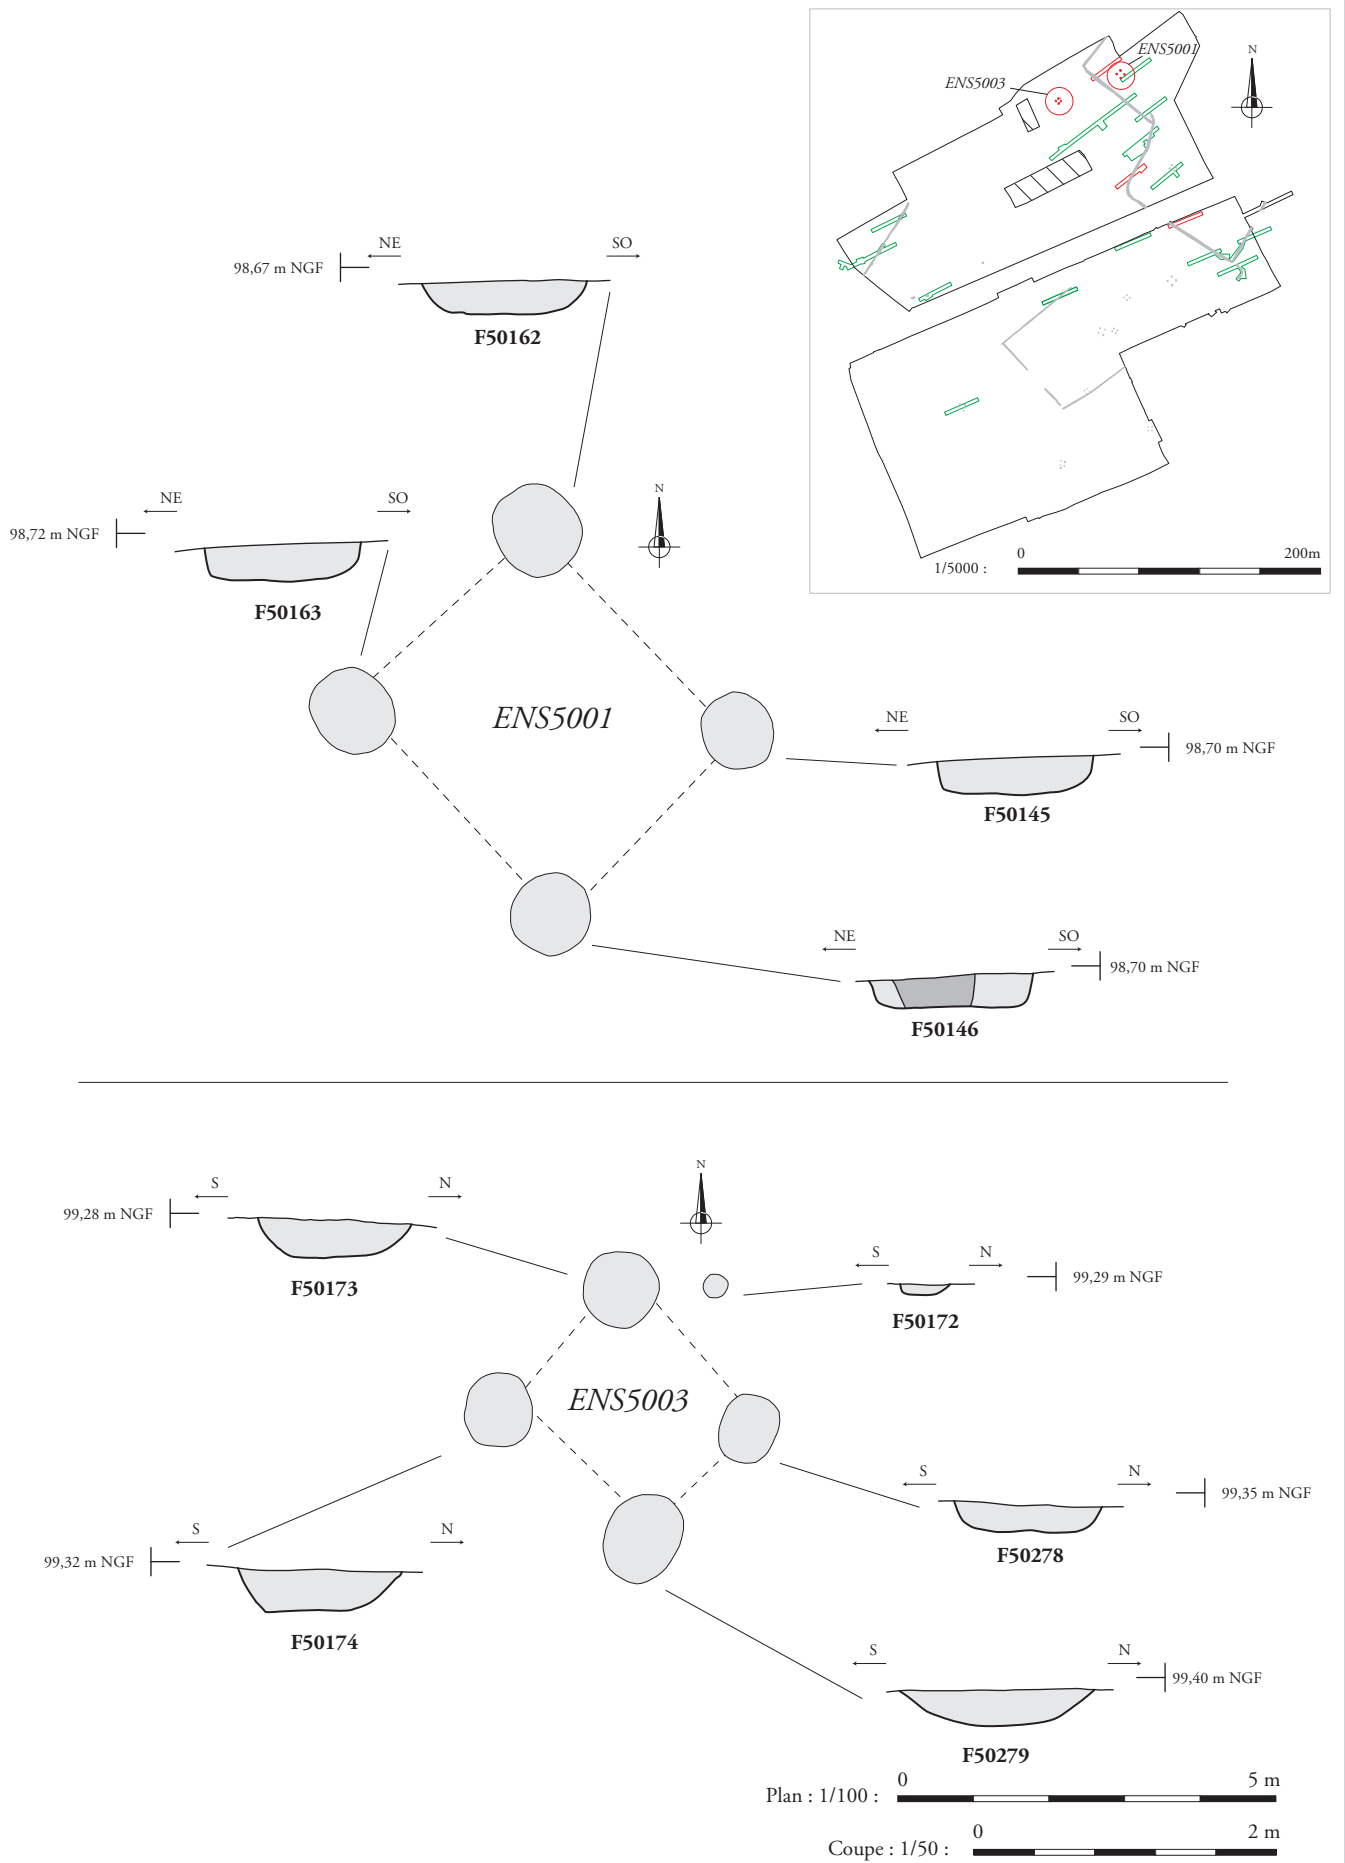 ENS5001
ENS5003
N
0 200m
1/5000 :
NE SO
98,67 m NGF
F50162
NE SO
98,72 m NGF
F50163
N
ENS5001
NE SO
98,70 m NGF
F50145
NE SO
98,70 m NGF
F50146
S N
99,28 m NGF
F50173
N
S N
99,29 m NGF
F50172
ENS5003
S N
99,35 m NGF
F50278
S N
99,32 m NGF
F50174
S N
99,40 m NGF
F50279
Plan : 1/100 : 0 5 m
Coupe : 1/50 : 0 2 m